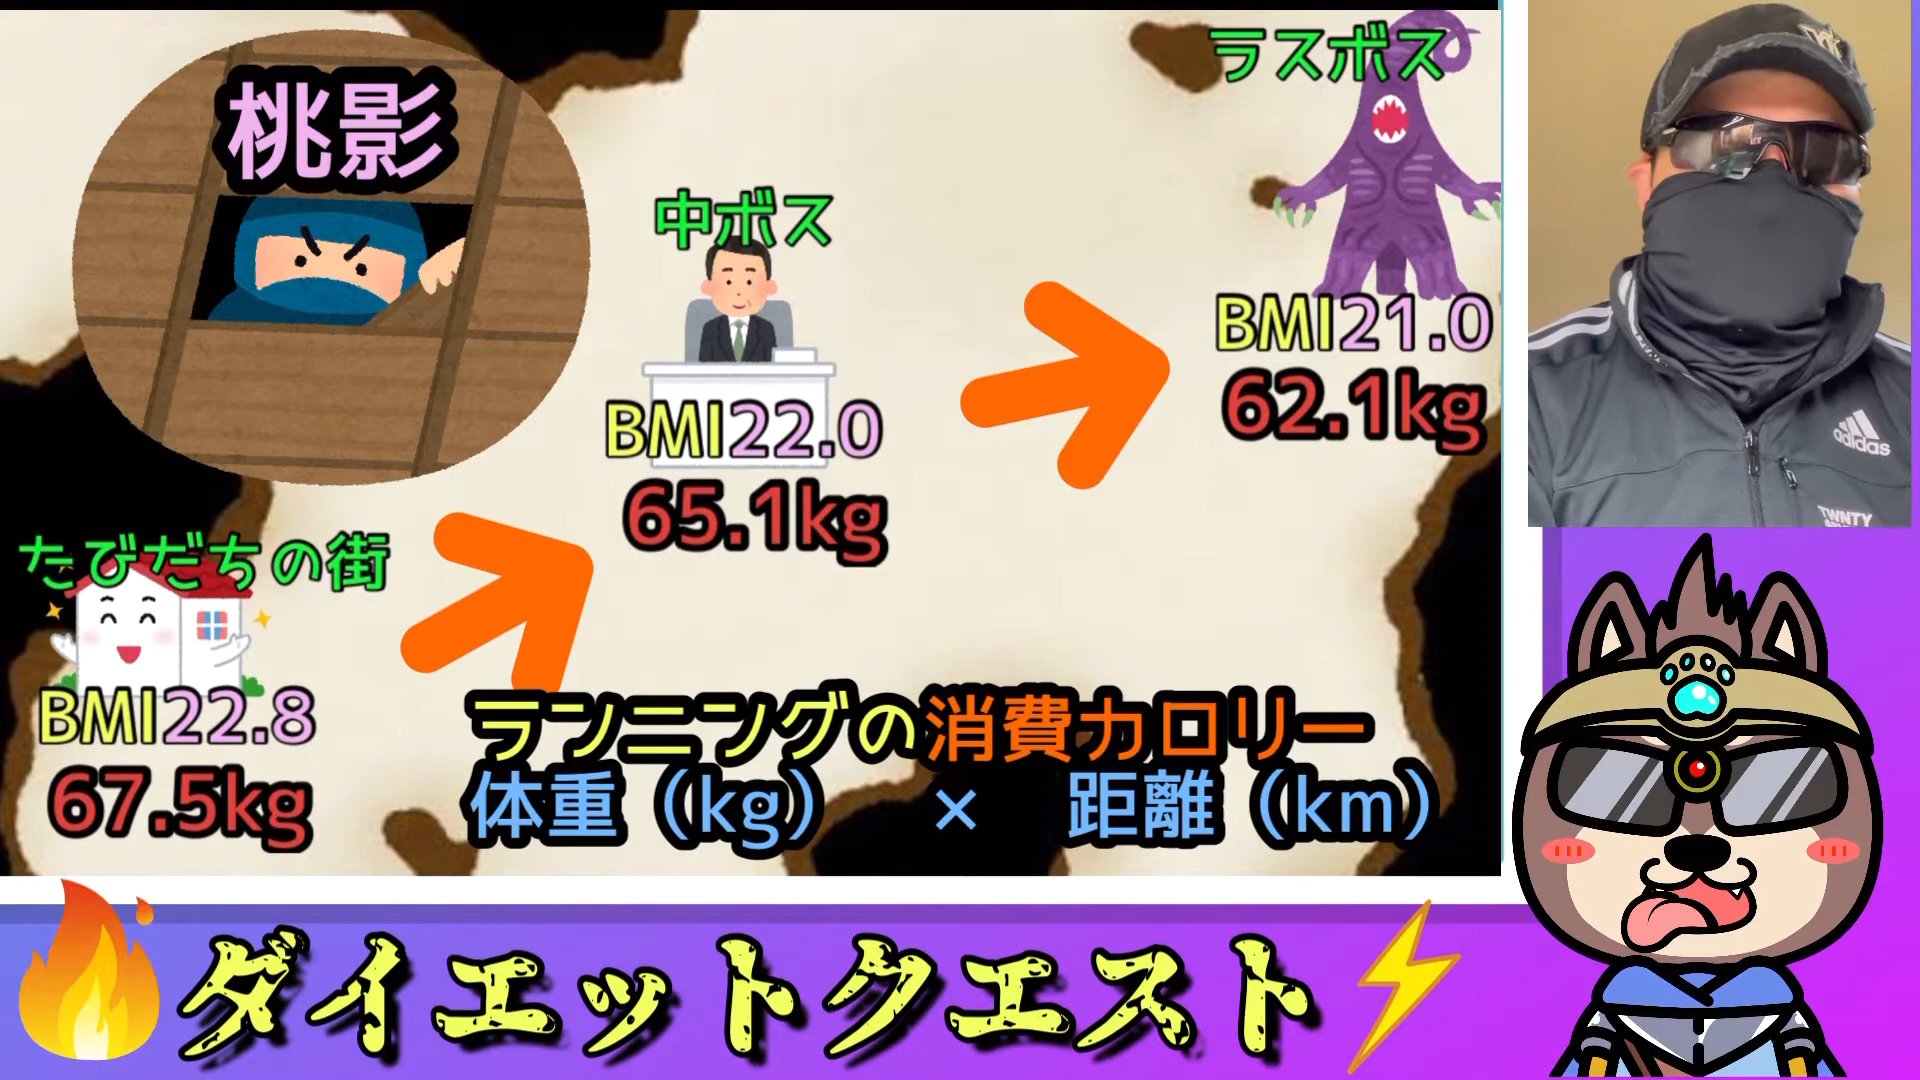 桃影
ラスボス
中ボス
BMI21.0
62.1kg
BMI22.0
65.1kg
たびだちの街
BMI22.8
67.5kg
ランニングの消費カロリー
体重（kg）　×　距離（km）
adidas
TWNTY
ダイエットクエスト